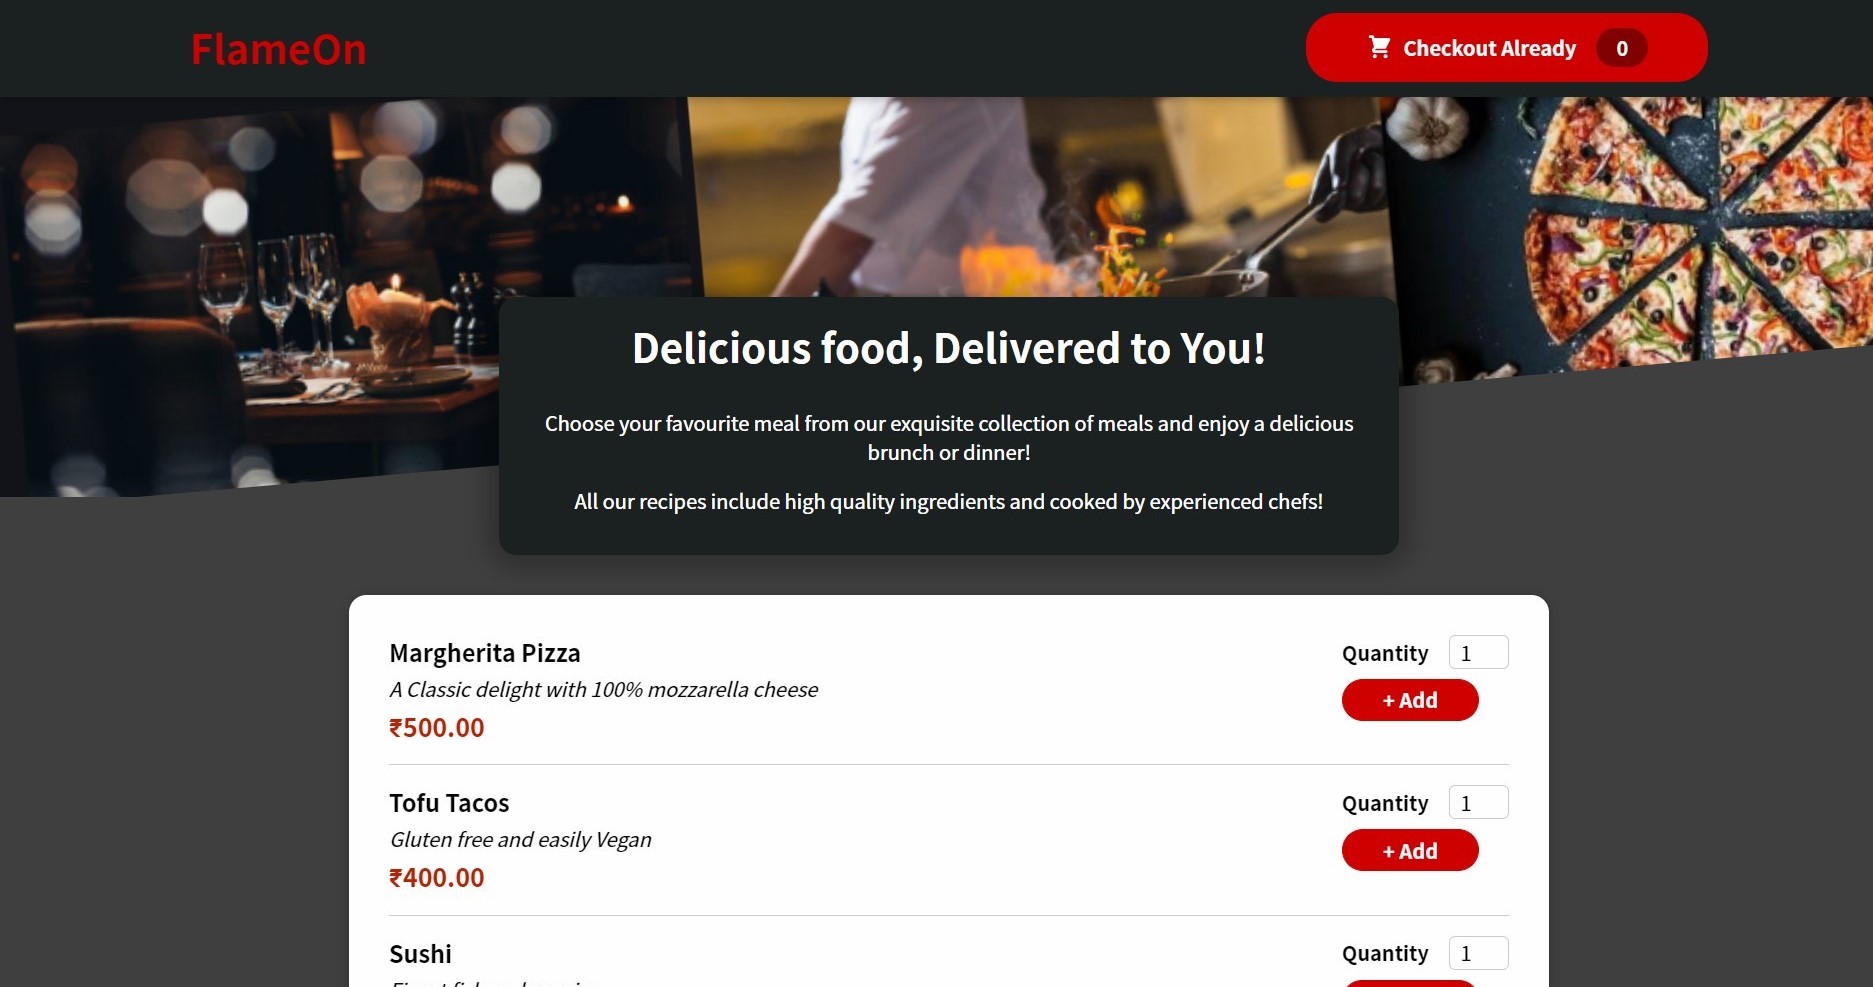 FlameOn
Checkout Already 0
Delicious food, Delivered to You!
Choose your favourite meal from our exquisite collection of meals and enjoy a delicious
brunch or dinner!
All our recipes include high quality ingredients and cooked by experienced chefs!
Margherita Pizza
Quantity 1
A Classic delight with 100% mozzarella cheese
+ Add
₹500.00
Tofu Tacos
Quantity 1
Gluten free and easily Vegan
+ Add
₹400.00
Sushi
Quantity 1